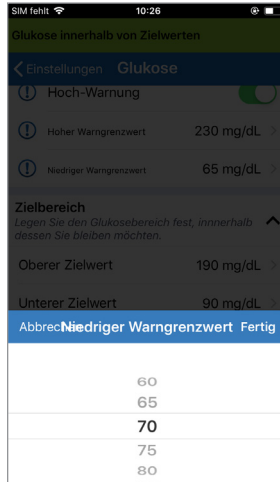 SIM fehlt 10:26
Glukose innerhalb von Zielwerten
Einstellungen Glukose
Hoch-Warnung
Hoher Warngrenzwert 230 mg/dL
Niedriger Warngrenzwert 65 mg/dL
Zielbereich
Legen Sie den Glukosebereich fest, innnerhalb
dessen Sie bleiben möchten.
Oberer Zielwert 190 mg/dL
Unterer Zielwert 90 mg/dL
Abbrechen Niedriger Warngrenzwert Fertig
60
65
70
75
80